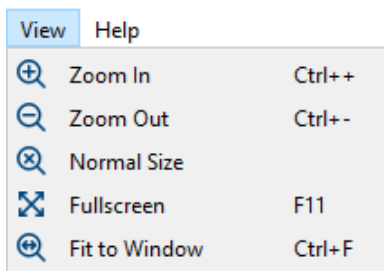 View Help
Zoom In Ctrl++
Zoom Out Ctrl+-
Normal Size
Fullscreen F11
Fit to Window Ctrl+F